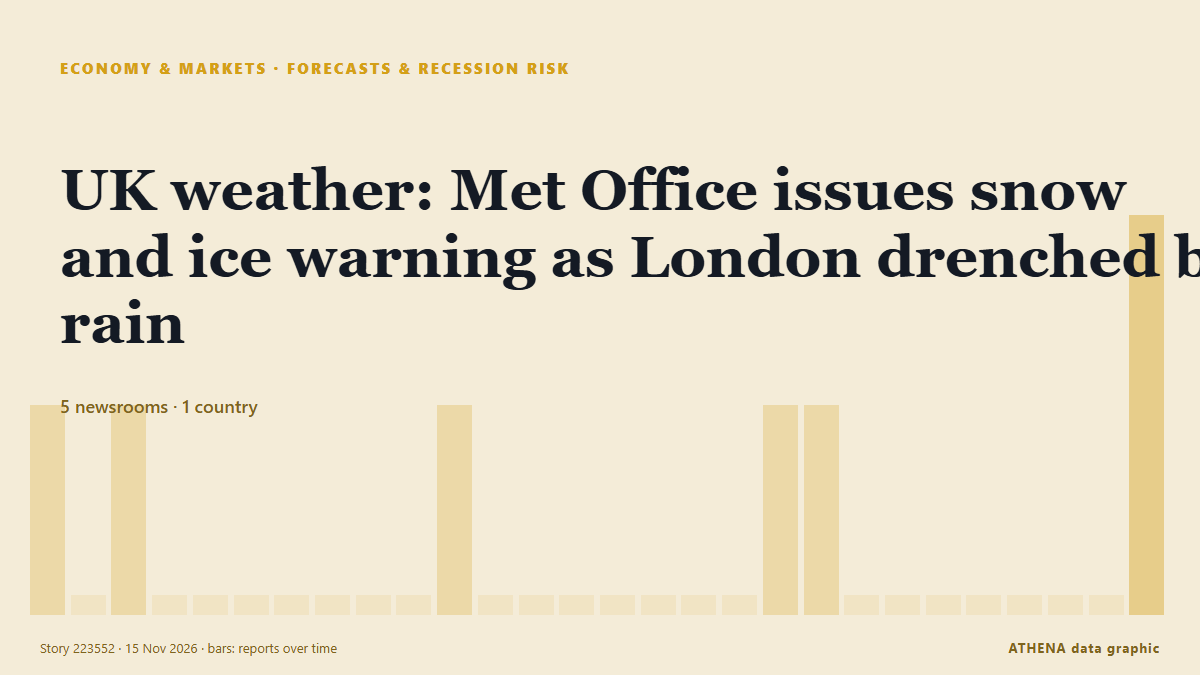 ECONOMY & MARKETS · FORECASTS & RECESSION RISK
UK weather: Met Office issues snow
and ice warning as London drenched b
rain
5 newsrooms · 1 country
Story 223552 · 15 Nov 2026 · bars: reports over time
ATHENA data graphic